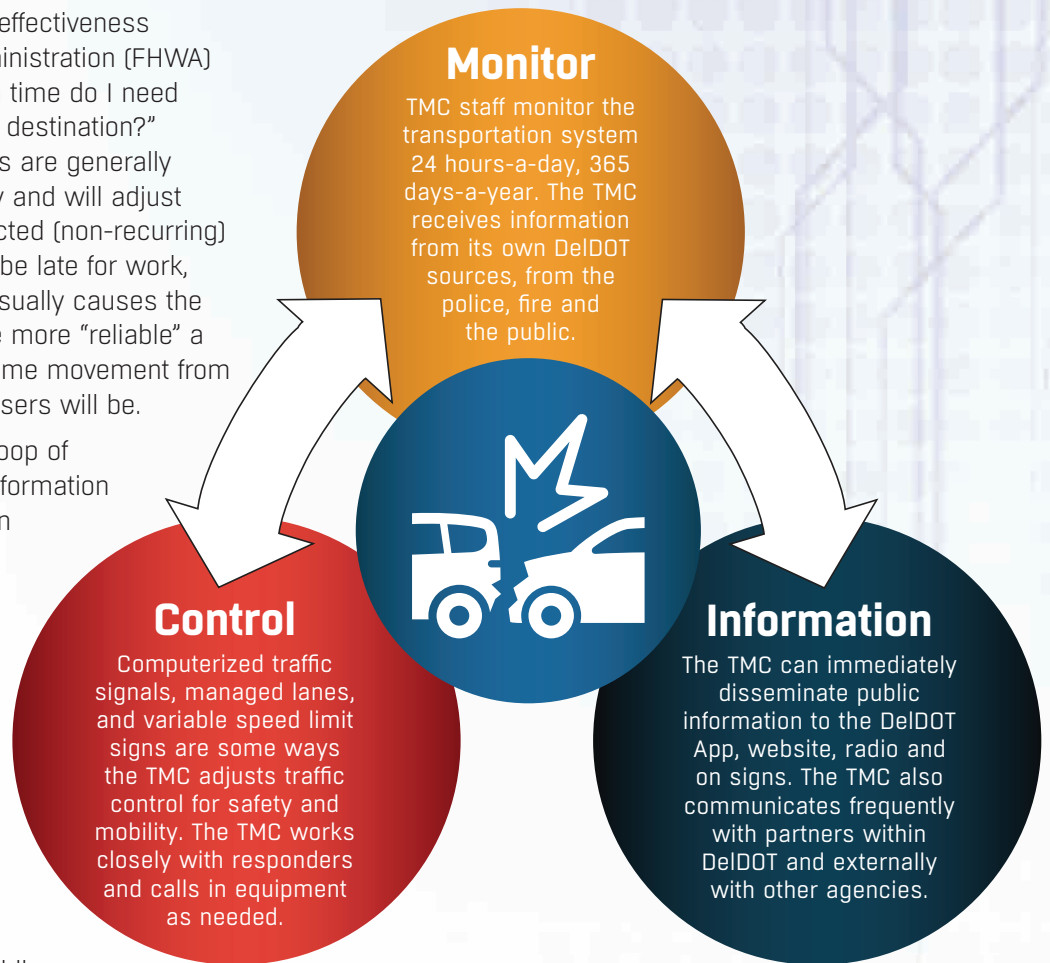 effectiveness
ministration (FHWA)
time do I need
destination?"
s are generally
and will adjust
cted (non-recurring)
be late for work,
sually causes the
more “reliable” a
me movement from
sers will be.
oop of
formation
n
Monitor
TMC staff monitor the
transportation system
24 hours-a-day, 365
days-a-year. The TMC
receives information
from its own DelDOT
sources, from the
police, fire and
the public.
Control
Computerized traffic
signals, managed lanes,
and variable speed limit
signs are some ways
the TMC adjusts traffic
control for safety and
mobility. The TMC works
closely with responders
and calls in equipment
as needed.
Information
The TMC can immediately
disseminate public
information to the DelDOT
App, website, radio and
on signs. The TMC also
communicates frequently
with partners within
DelDOT and externally
with other agencies.